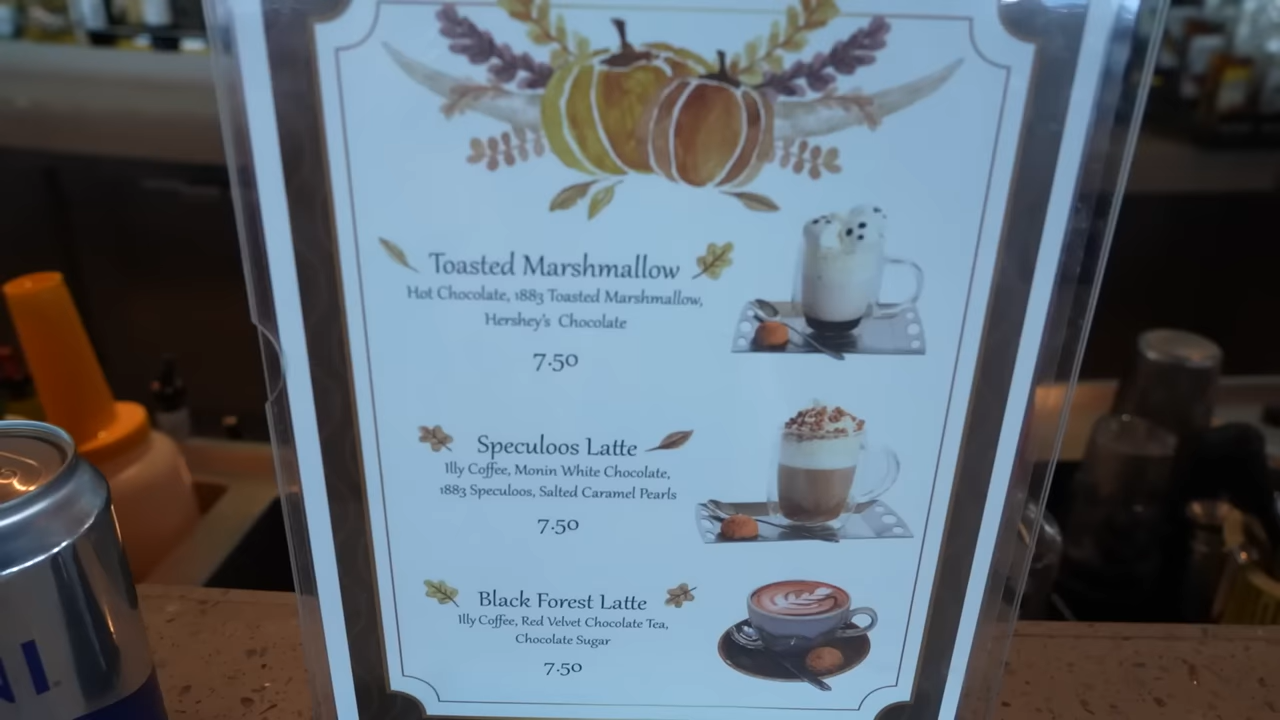 Toasted Marshmallow
Hot Chocolate, 1883 Toasted Marshmallow,
Hershey's Chocolate
7.50
Speculoos Latte
Illy Coffee, Monin White Chocolate,
1883 Speculoos, Salted Caramel Pearls
7.50
Black Forest Latte
Illy Coffee, Red Velvet Chocolate Tea,
Chocolate Sugar
7.50